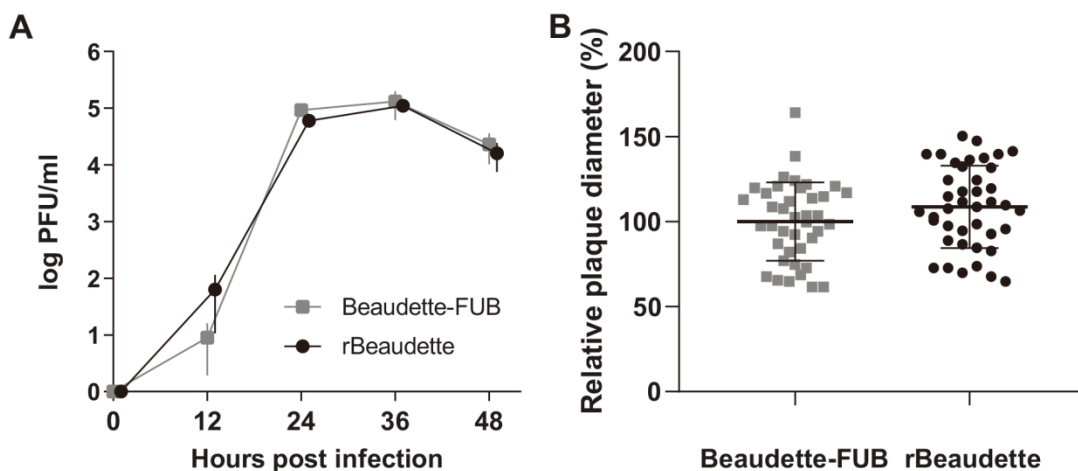 A
log PFU/ml
6
5
4
3
2
1
0
0 12 24 36 48
Hours post infection
Beaudette-FUB
rBeaudette
B
Relative plaque diameter (%)
200
150
100
50
0
Beaudette-FUB rBeaudette